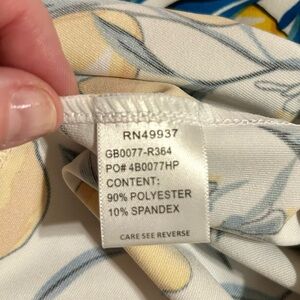 RN49937
GB0077-R364
PO# 4B0077HP
CONTENT:
90% POLYESTER
10% SPANDEX
CARE SEE REVERSE